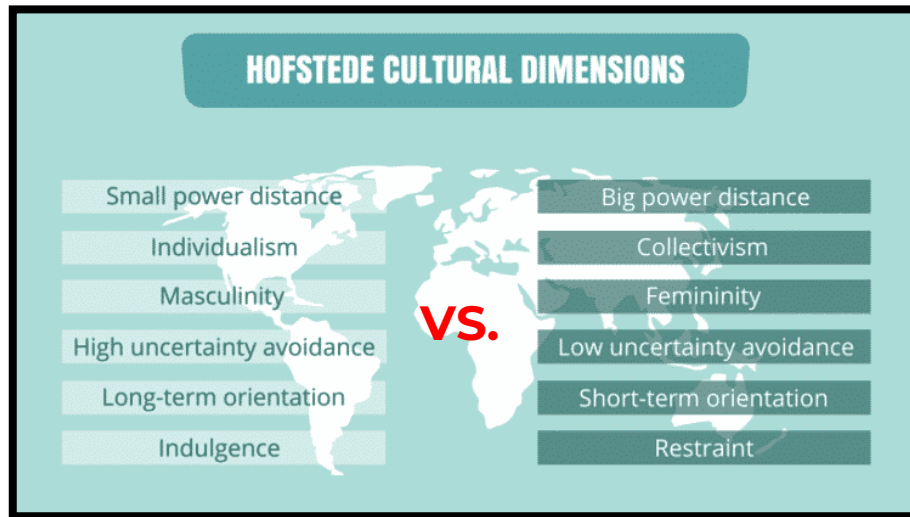 HOFSTEDE CULTURAL DIMENSIONS
Small power distance
Big power distance
Individualism
Collectivism
Masculinity
Femininity
VS.
High uncertainty avoidance
Low uncertainty avoidance
Long-term orientation
Short-term orientation
Indulgence
Restraint